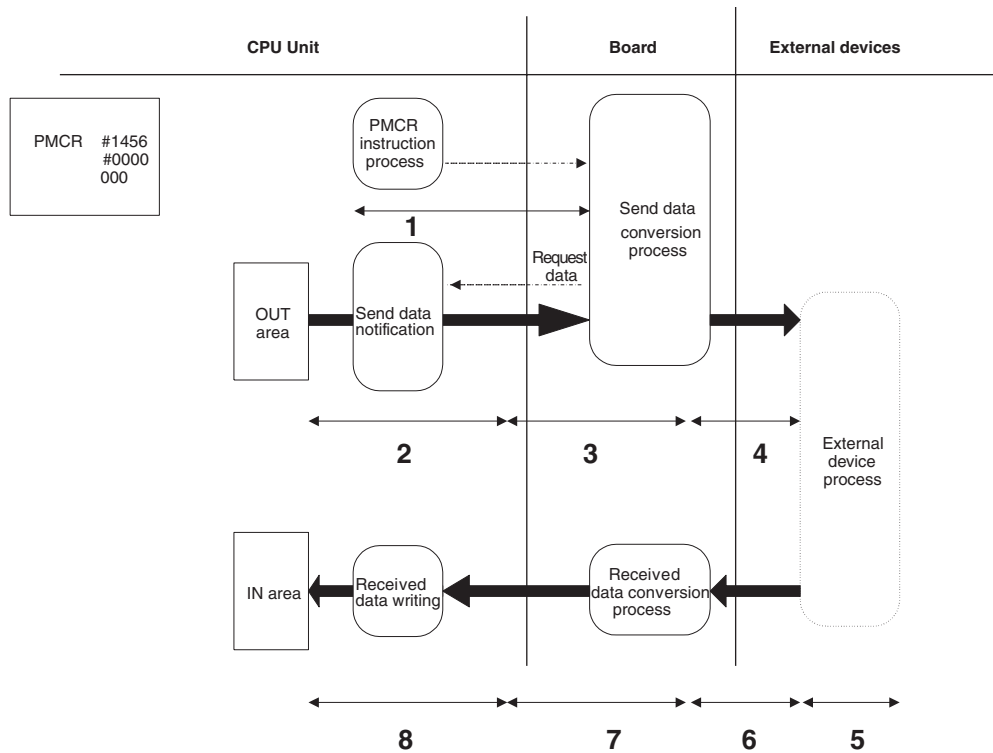 CPU Unit
Board
External devices
PMCR #1456
#0000
000
PMCR
instruction
process
1
Send data
conversion
process
Request
data
OUT
area
Send data
notification
2
3
4
External
device
process
IN area
Received
data writing
Received
data conversion
process
8
7
6
5